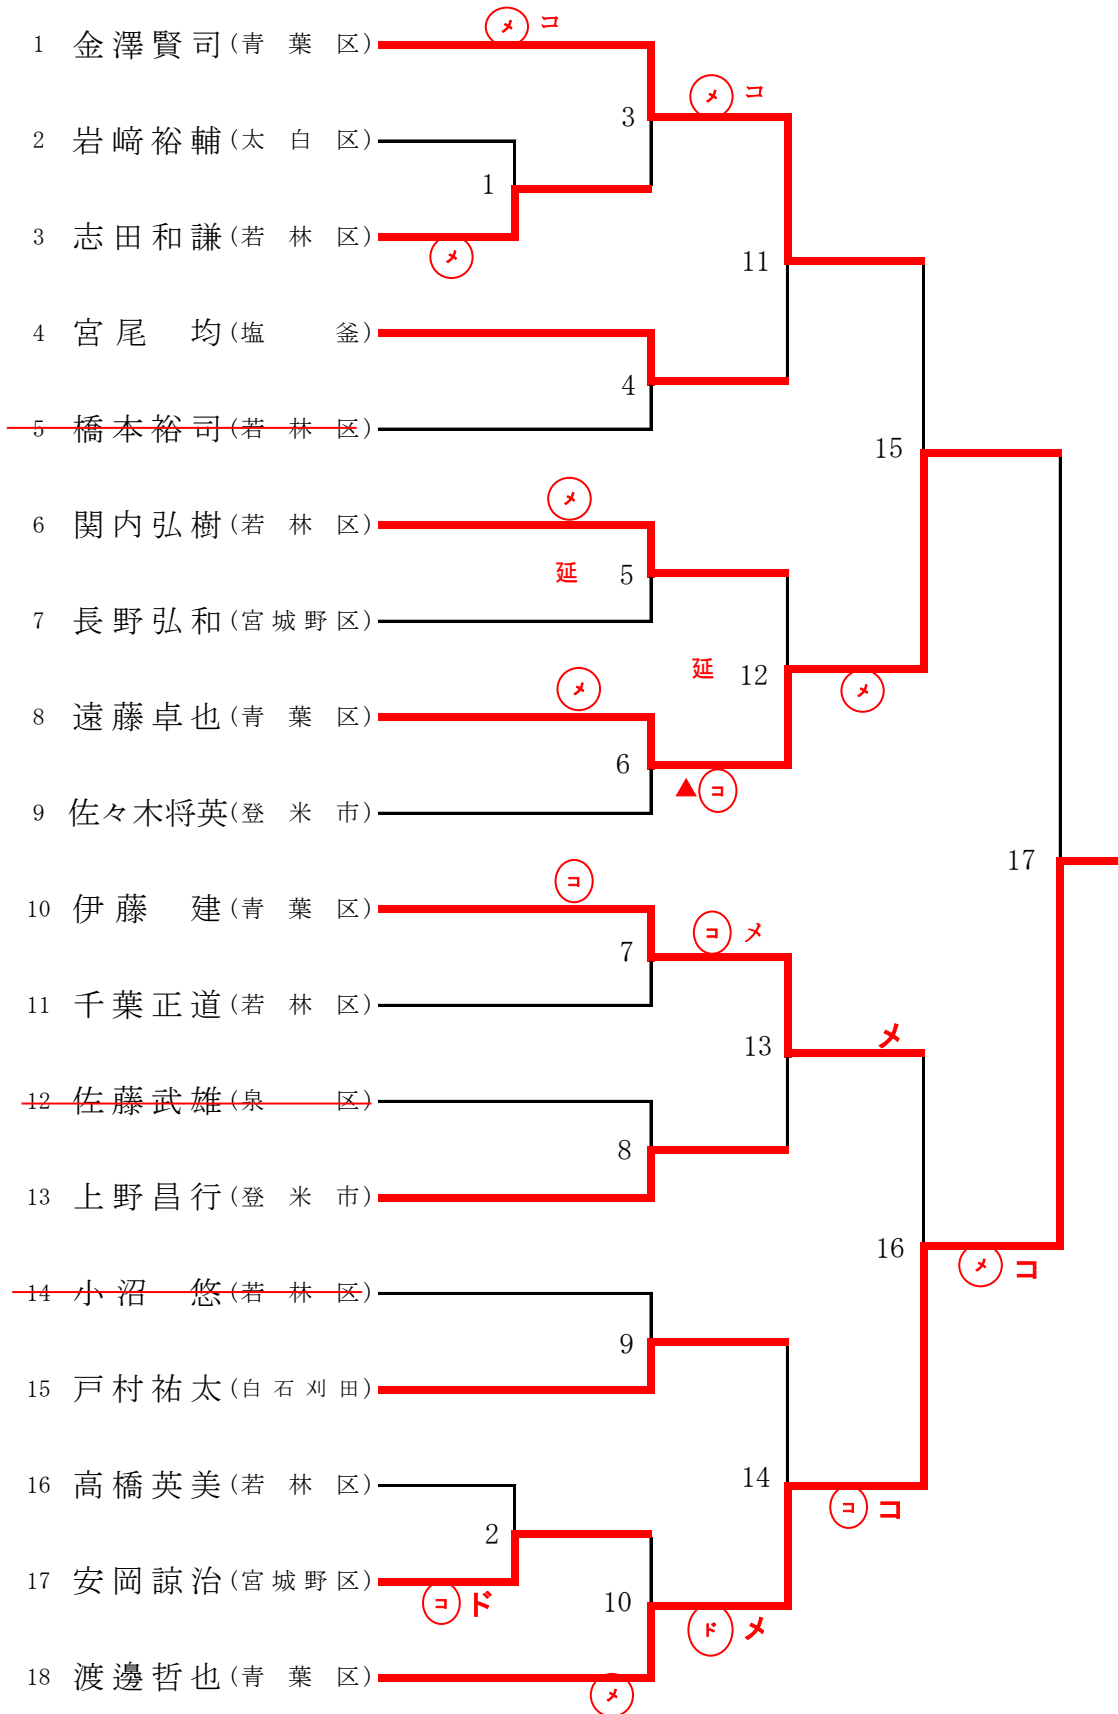 メ コ
1 金澤賢司(青葉区)
メ コ
3
2 岩﨑裕輔(太白区)
1
3 志田和謙(若林区)
メ
11
4 宮尾 均(塩釜)
4
5 橋本裕司(若林区)
15
メ
6 関内弘樹(若林区)
延 5
7 長野弘和(宮城野区)
延 12
メ
メ
8 遠藤卓也(青葉区)
6
▲ コ
9 佐々木将英(登米市)
17
コ
10 伊藤 建(青葉区)
コ メ
7
11 千葉正道(若林区)
メ
13
12 佐藤武雄(泉区)
8
13 上野昌行(登米市)
16
メ コ
14 小沼 悠(若林区)
9
15 戸村祐太(白石刈田)
14
16 高橋英美(若林区)
コ コ
2
17 安岡諒治(宮城野区)
コ ド
10
ド メ
18 渡邊哲也(青葉区)
メ